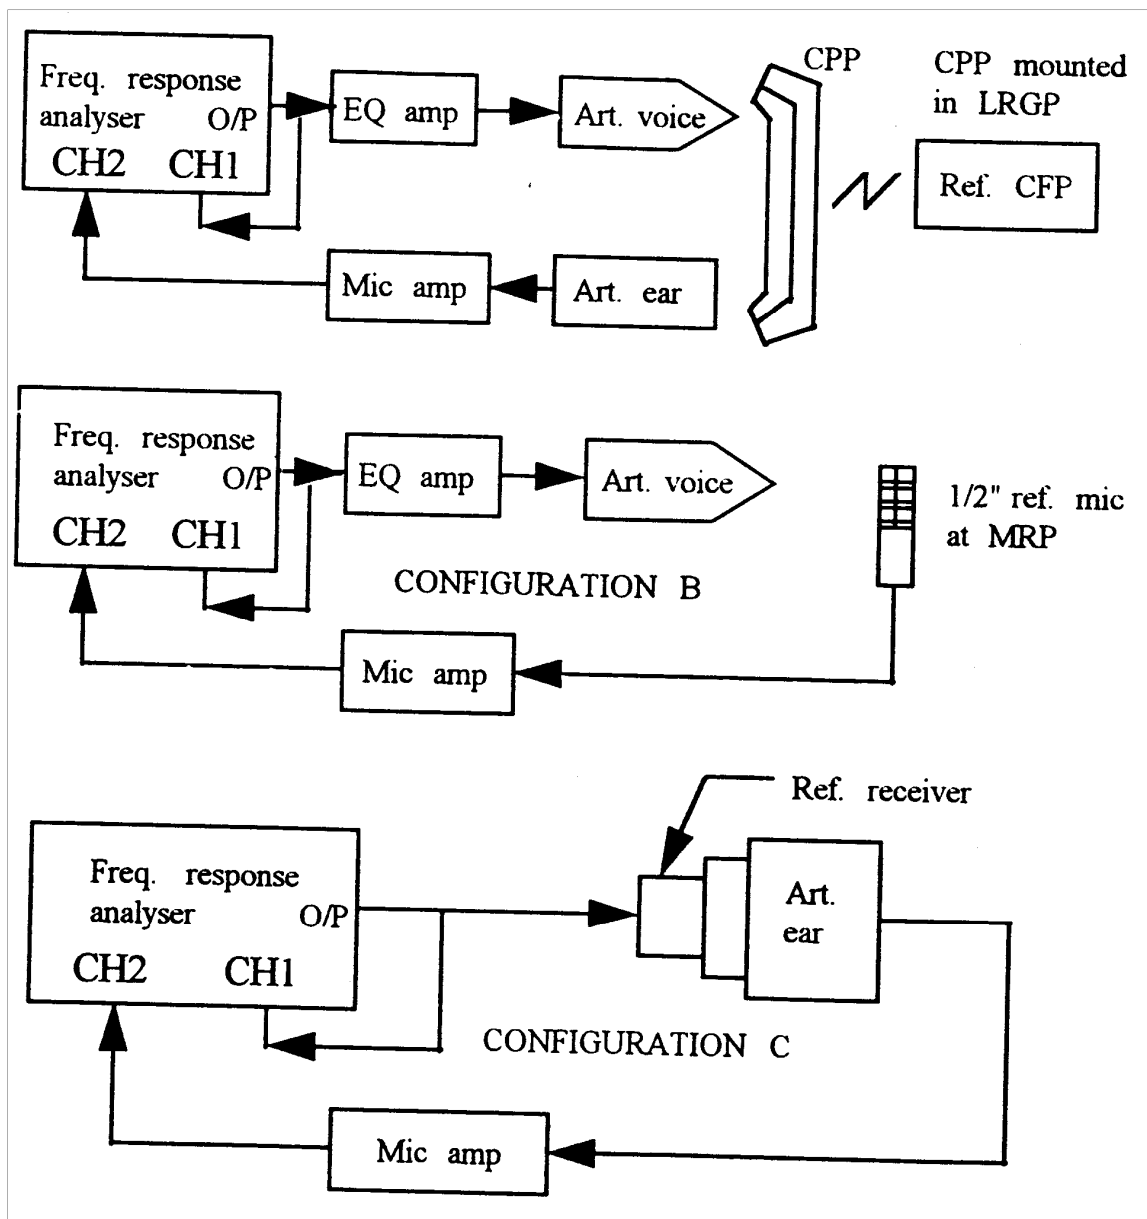 CPP
CPP mounted
in LRGP
Freq. response
analyser O/P
CH2 CH1
EQ amp
Art. voice
Ref. CFP
Mic amp
Art. ear
Freq. response
analyser O/P
CH2 CH1
EQ amp
Art. voice
1/2" ref. mic
at MRP
CONFIGURATION B
Mic amp
Ref. receiver
Freq. response
analyser O/P
CH2 CH1
Art.
ear
CONFIGURATION C
Mic amp